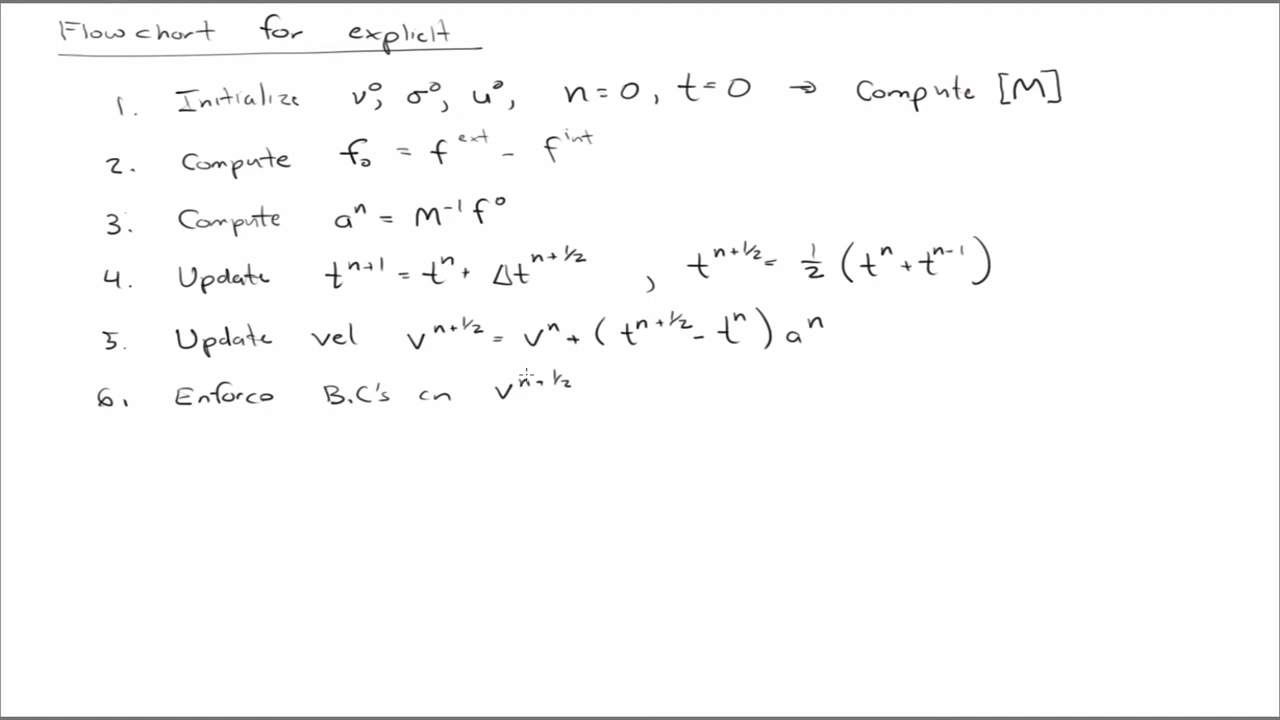 Flow chart for explicit
1. Initialize v⁰, σ⁰, u⁰, n=0, t=0 → Compute [M]
2. Compute f₀ = f^ext - f^int
3. Compute aⁿ = M⁻¹f⁰
4. Update t^n+1 = tⁿ + Δt^n+1/2 , t^n+1/2 = 1/2 (tⁿ + t^n-1)
5. Update vel v^n+1/2 = vⁿ + (t^n+1/2 - tⁿ) aⁿ
6. Enforce B.C's on v^n+1/2